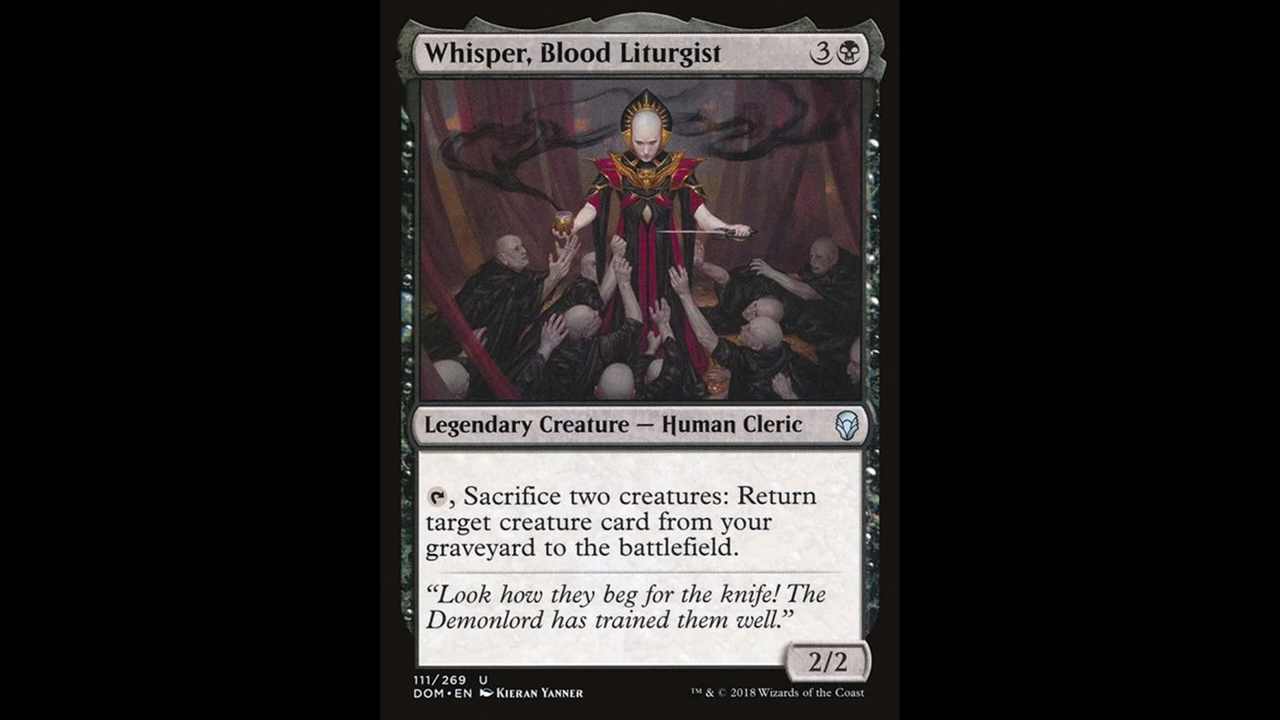 Whisper, Blood Liturgist 3
Legendary Creature — Human Cleric
, Sacrifice two creatures: Return
target creature card from your
graveyard to the battlefield.
“Look how they beg for the knife! The
Demonlord has trained them well.”
2/2
111/269 U
DOM • EN Kieran Yanner
™ & © 2018 Wizards of the Coast